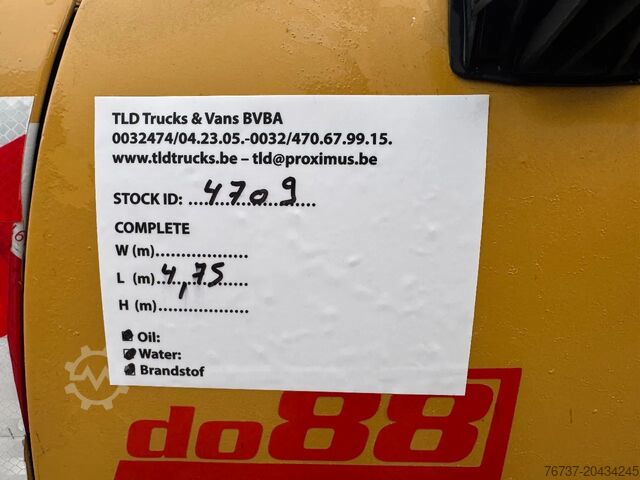 TLD Trucks & Vans BVBA
0032474/04.23.05.-0032/470.67.99.15.
www.tldtrucks.be – tld@proximus.be
STOCK ID: 4709
COMPLETE
W (m)
L (m) 4,75
H (m)
Oil:
Water:
Brandstof
do88
76737-20434245